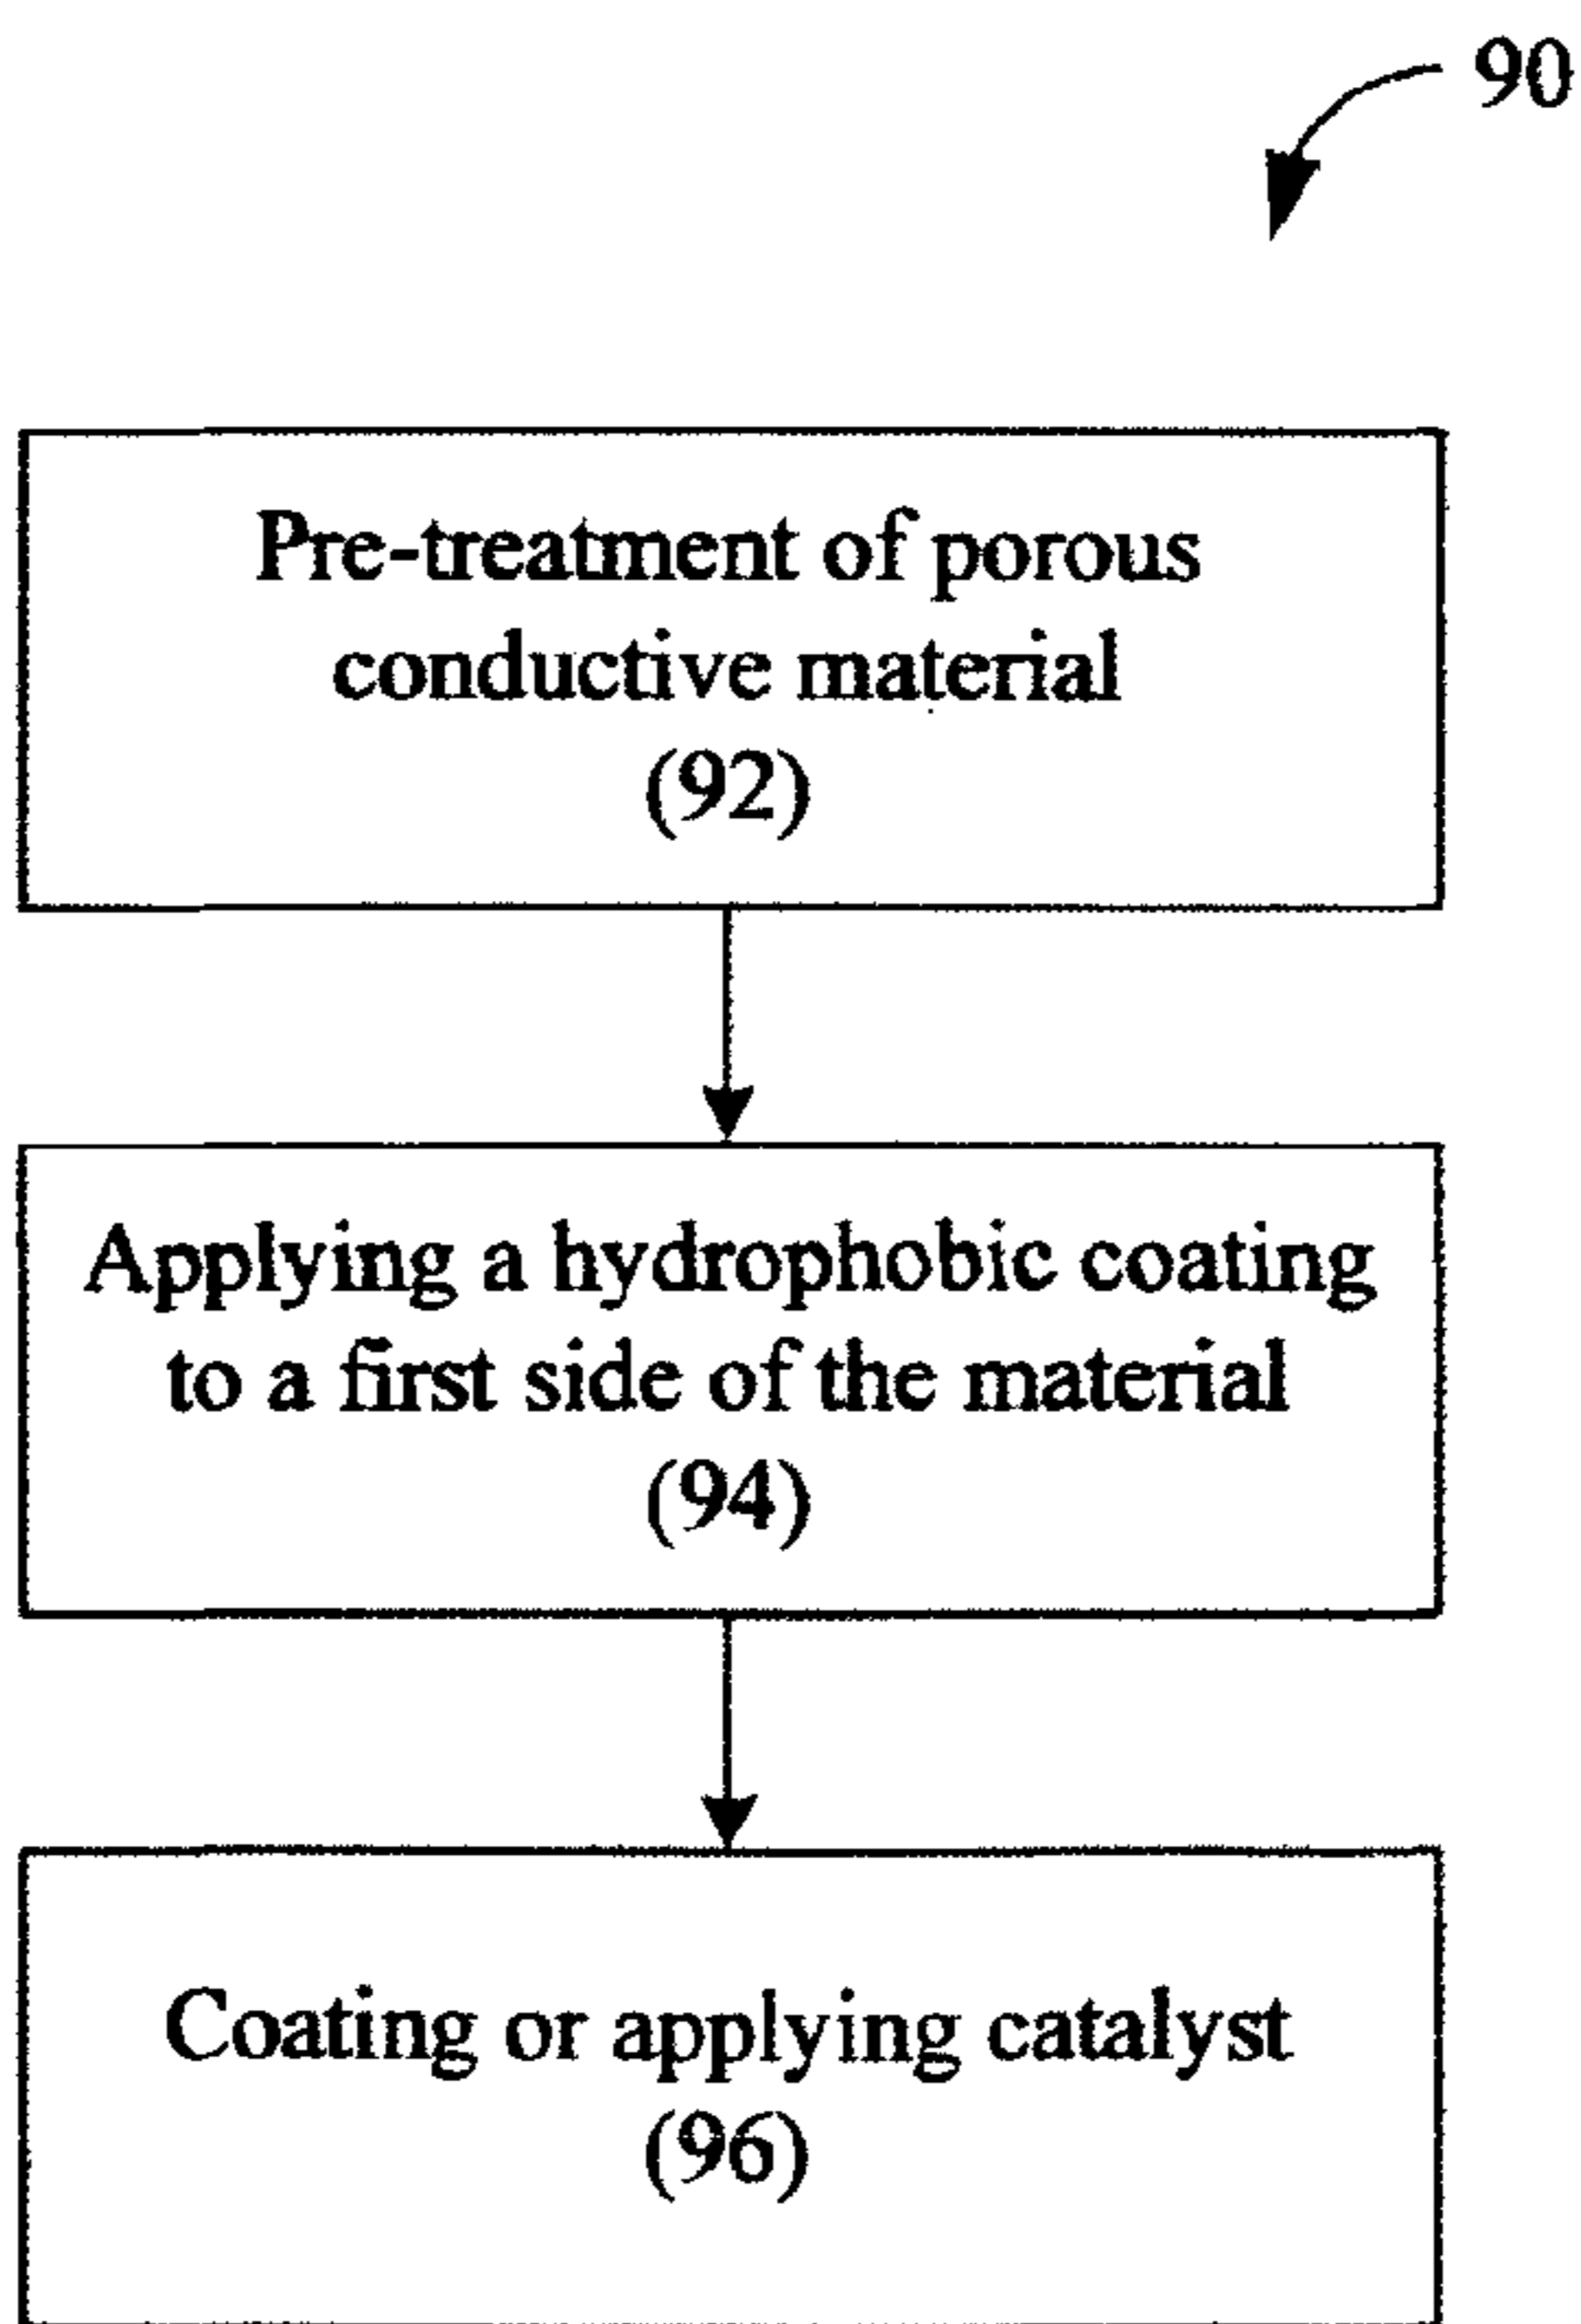 90
Pre-treatment of porous
conductive material
(92)
Applying a hydrophobic coating
to a first side of the material
(94)
Coating or applying catalyst
(96)